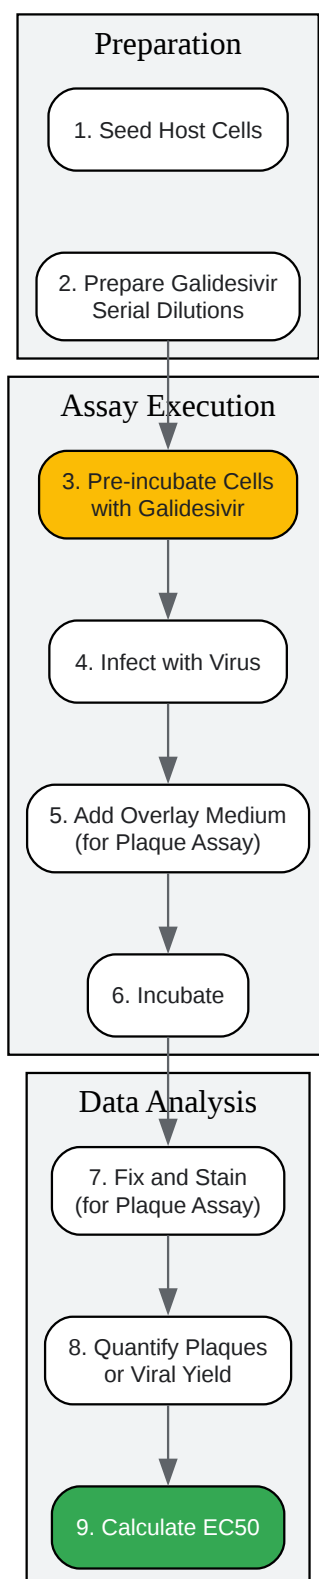 Preparation
1. Seed Host Cells
2. Prepare Galidesivir
Serial Dilutions
Assay Execution
3. Pre-incubate Cells
with Galidesivir
4. Infect with Virus
5. Add Overlay Medium
(for Plaque Assay)
6. Incubate
Data Analysis
7. Fix and Stain
(for Plaque Assay)
8. Quantify Plaques
or Viral Yield
9. Calculate EC50